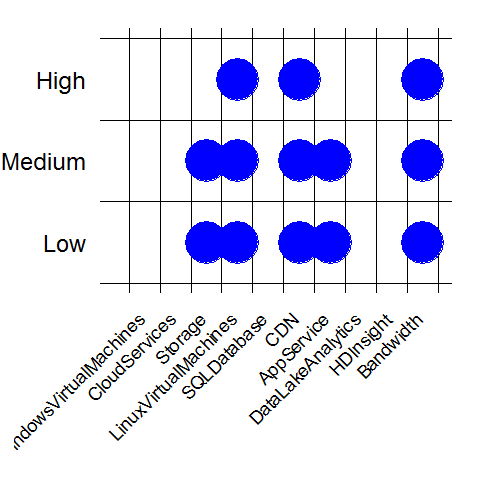 High
Medium
Low
ndowsVirtualMachines
CloudServices
Storage
LinuxVirtualMachines
SQLDatabase
CDN
AppService
DataLakeAnalytics
HDInsight
Bandwidth